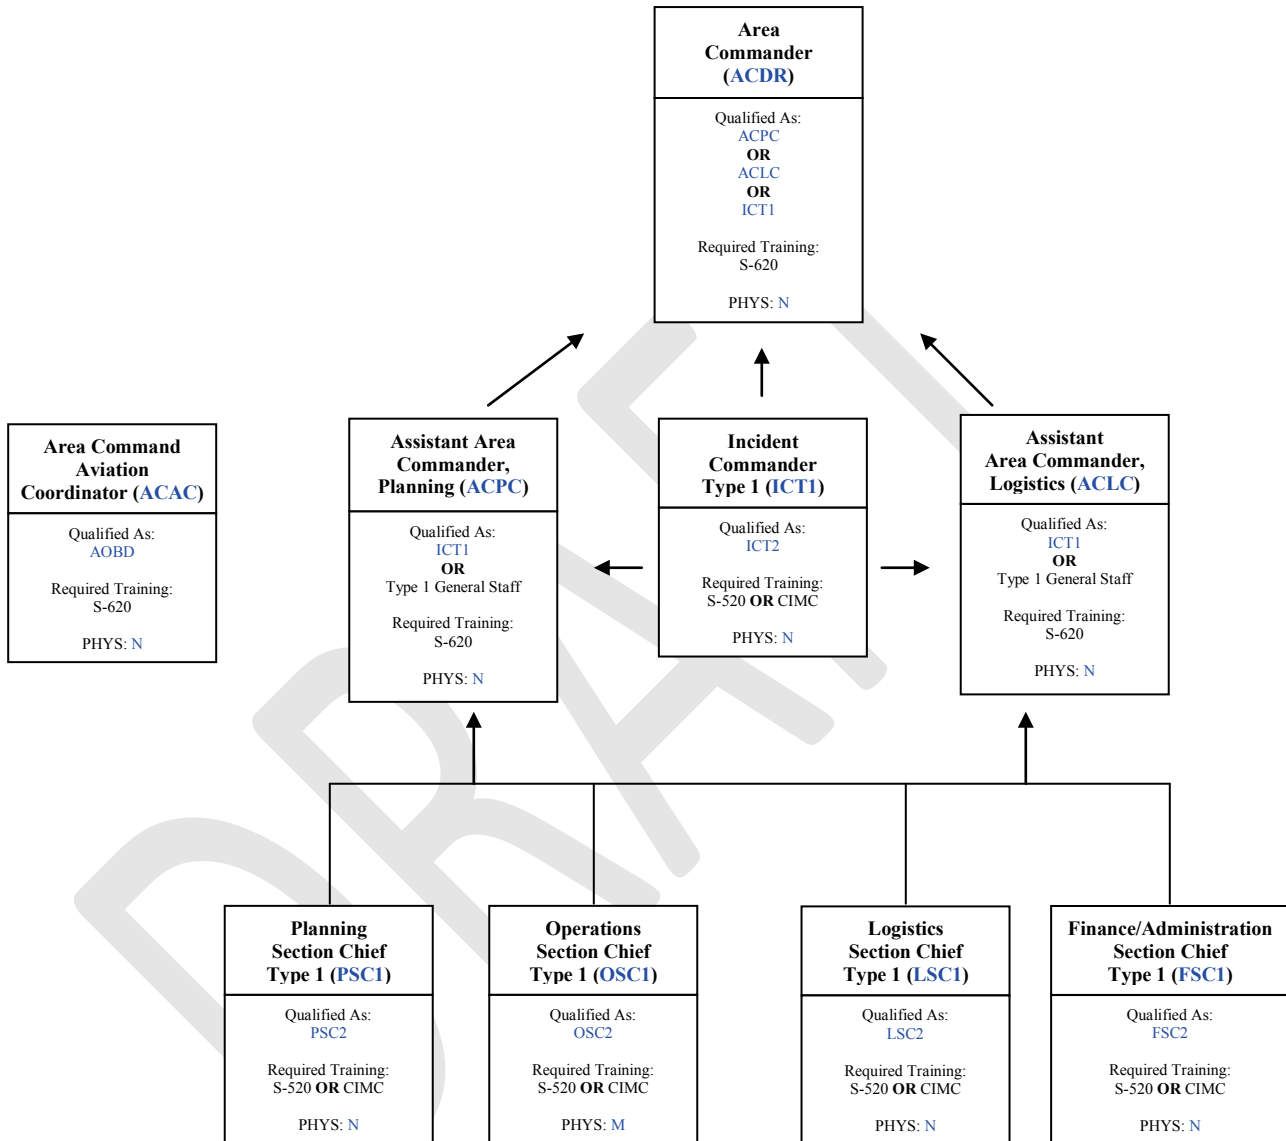 Area
Commander
(ACDR)
Qualified As:
ACPC
OR
ACLC
OR
ICT1
Required Training:
S-620
PHYS: N
Area Command
Aviation
Coordinator (ACAC)
Qualified As:
AOBD
Required Training:
S-620
PHYS: N
Assistant Area
Commander,
Planning (ACPC)
Qualified As:
ICT1
OR
Type 1 General Staff
Required Training:
S-620
PHYS: N
Incident
Commander
Type 1 (ICT1)
Qualified As:
ICT2
Required Training:
S-520 OR CIMC
PHYS: N
Assistant
Area Commander,
Logistics (ACLC)
Qualified As:
ICT1
OR
Type 1 General Staff
Required Training:
S-620
PHYS: N
Planning
Section Chief
Type 1 (PSC1)
Qualified As:
PSC2
Required Training:
S-520 OR CIMC
PHYS: N
Operations
Section Chief
Type 1 (OSC1)
Qualified As:
OSC2
Required Training:
S-520 OR CIMC
PHYS: M
Logistics
Section Chief
Type 1 (LSC1)
Qualified As:
LSC2
Required Training:
S-520 OR CIMC
PHYS: N
Finance/Administration
Section Chief
Type 1 (FSC1)
Qualified As:
FSC2
Required Training:
S-520 OR CIMC
PHYS: N
DRAFT